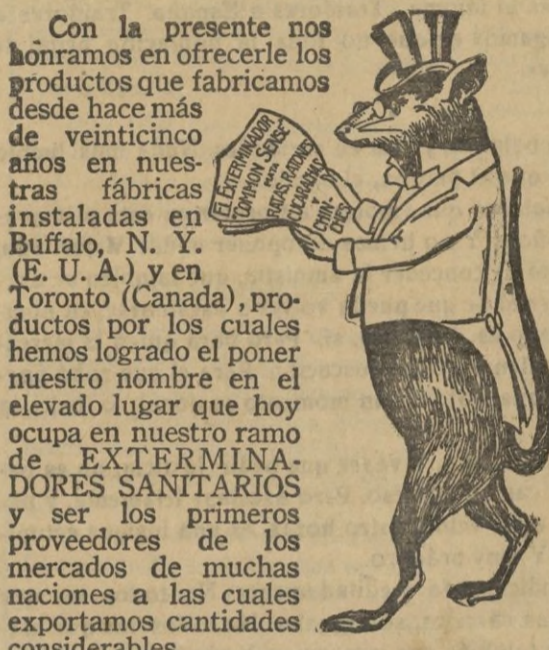 Con la presente nos
honramos en ofrecerle los
productos que fabricamos
desde hace más
de veinticinco
años en nues-
tras fábricas
instaladas en
Buffalo, N. Y.
(E. U. A.) y en
Toronto (Canada), pro-
ductos por los cuales
hemos logrado el poner
nuestro nombre en el
elevado lugar que hoy
ocupa en nuestro ramo
de EXTERMINA-
DORES SANITARIOS
y ser los primeros
proveedores de los
mercados de muchas
naciones a las cuales
exportamos cantidades
considerables
EL EXTERMINADOR
"COMMON SENSE"
PARA
RATAS, RATONES
CUCARACHAS
Y
CHIN-
CHES